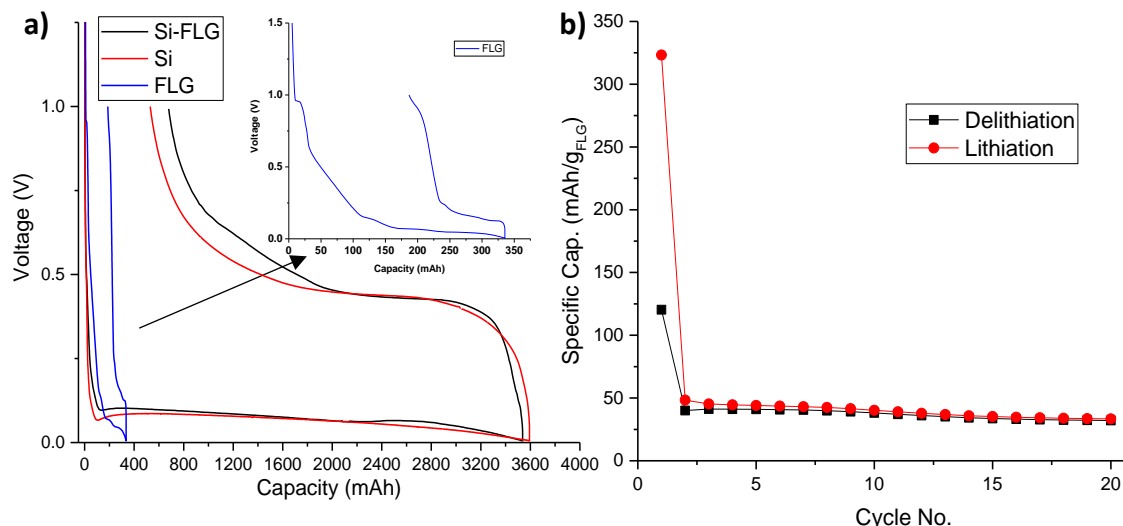 a)
Si-FLG
Si
FLG
Voltage (V)
1.0
0.5
0.0
0
400
800
1200
1600
2000
2400
2800
3200
3600
4000
Capacity (mAh)
FLG
Voltage (V)
1.5
1.0
0.5
0.0
0
50
100
150
200
250
300
350
Capacity (mAh)
b)
Specific Cap. (mAh/gFLG)
350
300
250
200
150
100
50
0
Delithiation
Lithiation
0
5
10
15
20
Cycle No.